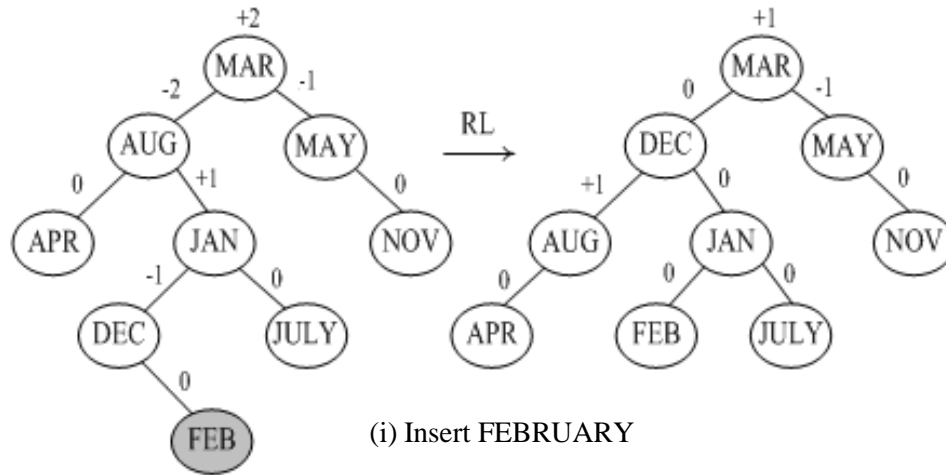 +2 +1
MAR MAR
-2 -1 0 -1
RL
AUG MAY DEC MAY
0 +1 0 +1 0 0
APR JAN NOV AUG JAN NOV
-1 0 0 0 0
DEC JULY APR FEB JULY
0
FEB
(i) Insert FEBRUARY